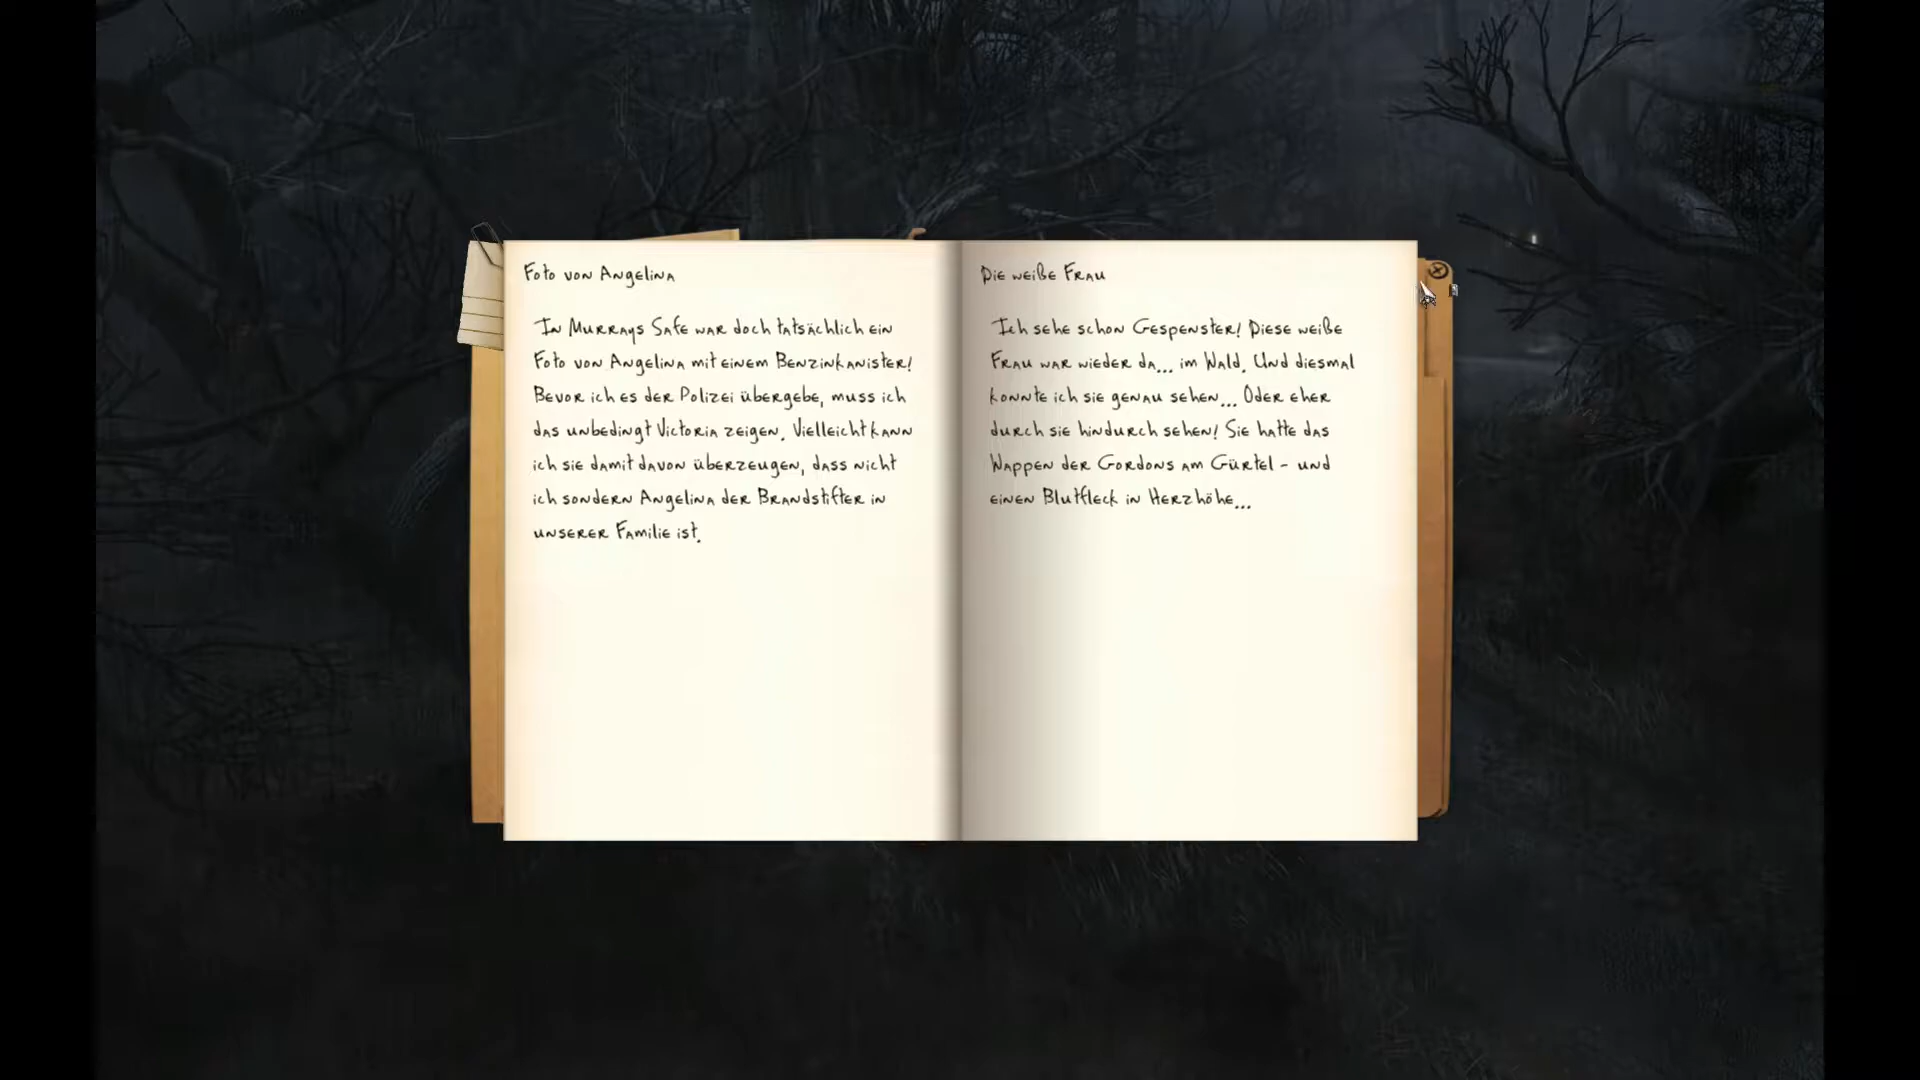 Foto von Angelina
In Murrays Safe war doch tatsächlich ein
Foto von Angelina mit einem Benzinkanister!
Bevor ich es der Polizei übergebe, muss ich
das unbedingt Victoria zeigen. Vielleicht kann
ich sie damit davon überzeugen, dass nicht
ich sondern Angelina der Brandstifter in
unserer Familie ist.
Die weiße Frau
Ich sehe schon Gespenster! Diese weiße
Frau war wieder da... im Wald. Und diesmal
konnte ich sie genau sehen... Oder eher
durch sie hindurch sehen! Sie hatte das
Wappen der Gordons am Gürtel - und
einen Blutfleck in Herzhöhe...